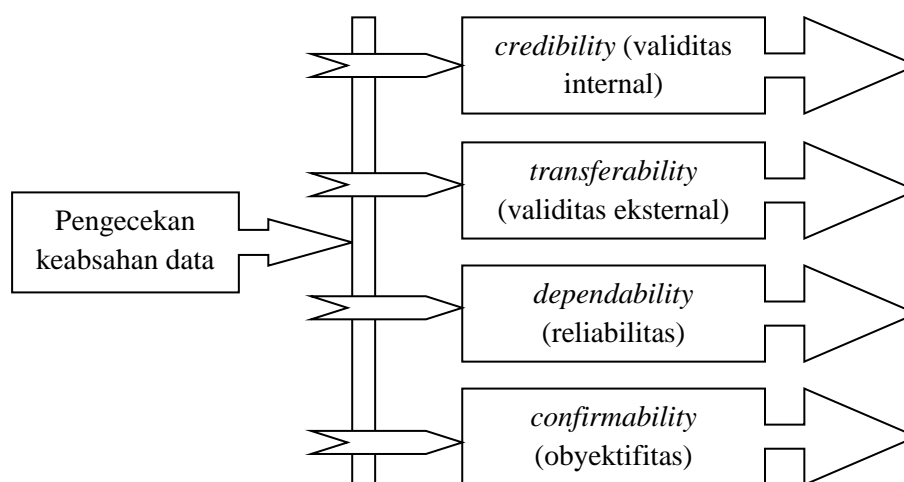 Pengecekan
keabsahan data
credibility (validitas
internal)
transferability
(validitas eksternal)
dependability
(reliabilitas)
confirmability
(obyektifitas)